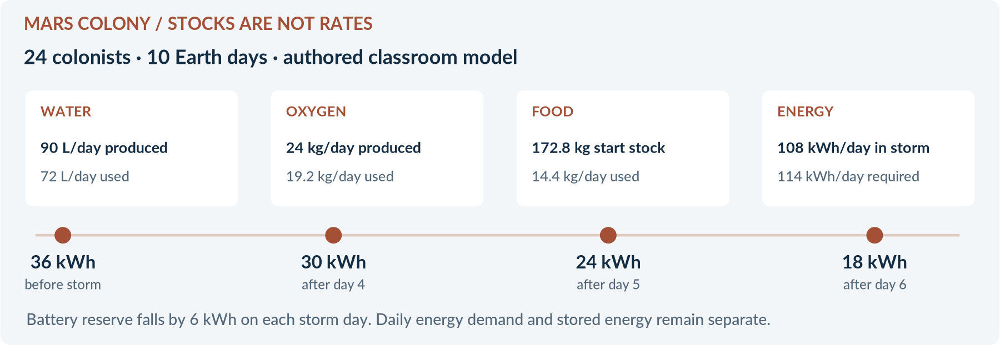 MARS COLONY / STOCKS ARE NOT RATES
24 colonists · 10 Earth days · authored classroom model
WATER
90 L/day produced
72 L/day used
OXYGEN
24 kg/day produced
19.2 kg/day used
FOOD
172.8 kg start stock
14.4 kg/day used
ENERGY
108 kWh/day in storm
114 kWh/day required
36 kWh
before storm
30 kWh
after day 4
24 kWh
after day 5
18 kWh
after day 6
Battery reserve falls by 6 kWh on each storm day. Daily energy demand and stored energy remain separate.